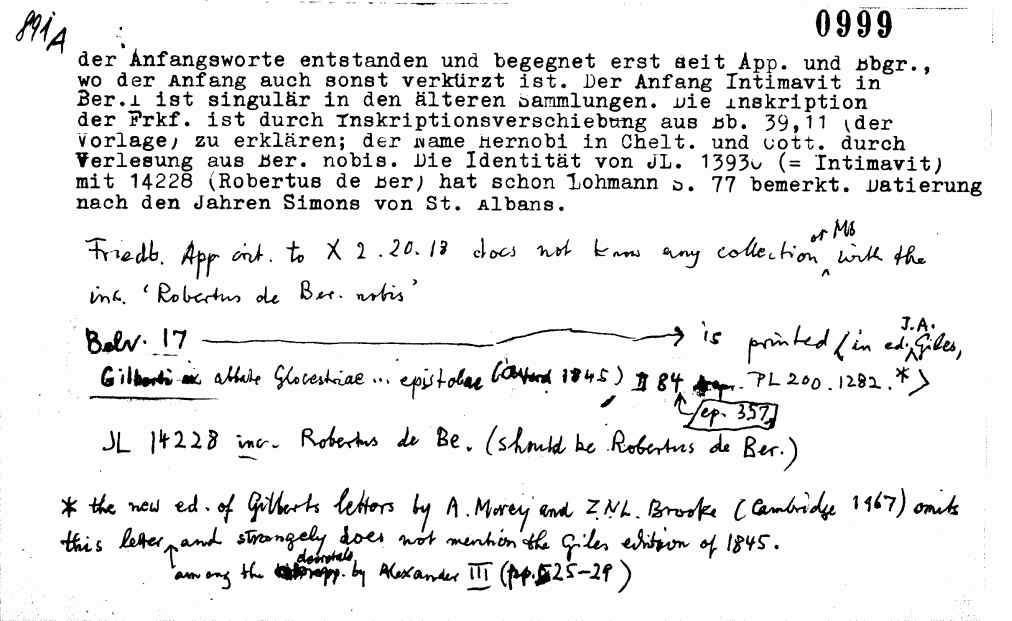 891A
0999
der Anfangsworte entstanden und begegnet erst seit App. und Bbgr.,
wo der Anfang auch sonst verkürzt ist. Der Anfang Intimavit in
Ber.I ist singulär in den älteren Sammlungen. Die Inskription
der Frkf. ist durch Inskriptionsverschiebung aus Bb. 39,11 (der
Vorlage) zu erklären; der Name Hernobi in Chelt. und Cott. durch
Verlesung aus Ber. nobis. Die Identität von JL. 13930 (= Intimavit)
mit 14228 (Robertus de Ber) hat schon Lohmann S. 77 bemerkt. Datierung
nach den Jahren Simons von St. Albans.
or MS
Friedb. App crit. to X 2.20.18 does not know any collection with the
inc. 'Robertus de Ber. nobis'
J.A.
Belv. 17 → is printed (in ed. Giles,
Gilberti abbate Glocestriae ... epistolae (1845) II 84 PL 200.1282.*>
ep. 357
JL 14228 inc. Robertus de Be. (should be Robertus de Ber.)
* the new ed. of Gilberts letters by A. Morey and Z.N.L. Brooke (Cambridge 1967) omits
this letter and strangely does not mention the Giles edition of 1845.
decretals
among the by Alexander III (pp. 525-29)